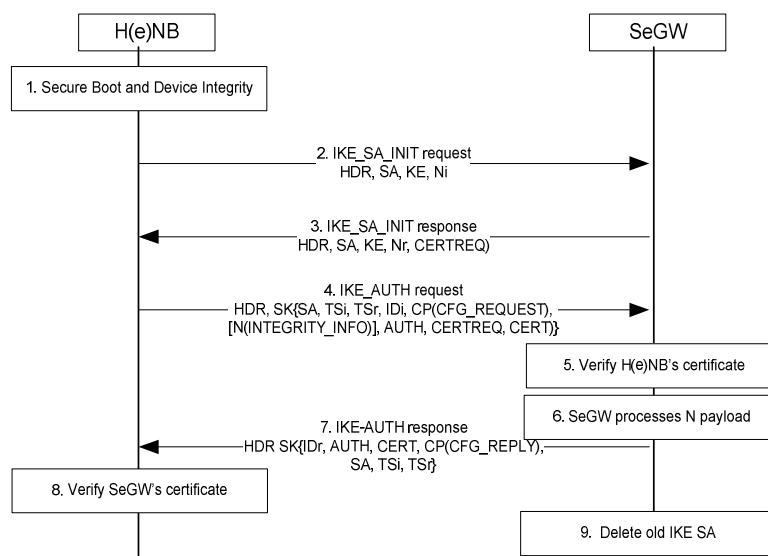 H(e)NB
SeGW
1. Secure Boot and Device Integrity
2. IKE_SA_INIT request
HDR, SA, KE, Ni
3. IKE_SA_INIT response
HDR, SA, KE, Nr, CERTREQ)
4. IKE_AUTH request
HDR, SK{SA, TSi, TSr, IDi, CP(CFG_REQUEST),
[N(INTEGRITY_INFO)], AUTH, CERTREQ, CERT)}
5. Verify H(e)NB's certificate
6. SeGW processes N payload
7. IKE-AUTH response
HDR SK{IDr, AUTH, CERT, CP(CFG_REPLY),
SA, TSi, TSr}
8. Verify SeGW's certificate
9. Delete old IKE SA